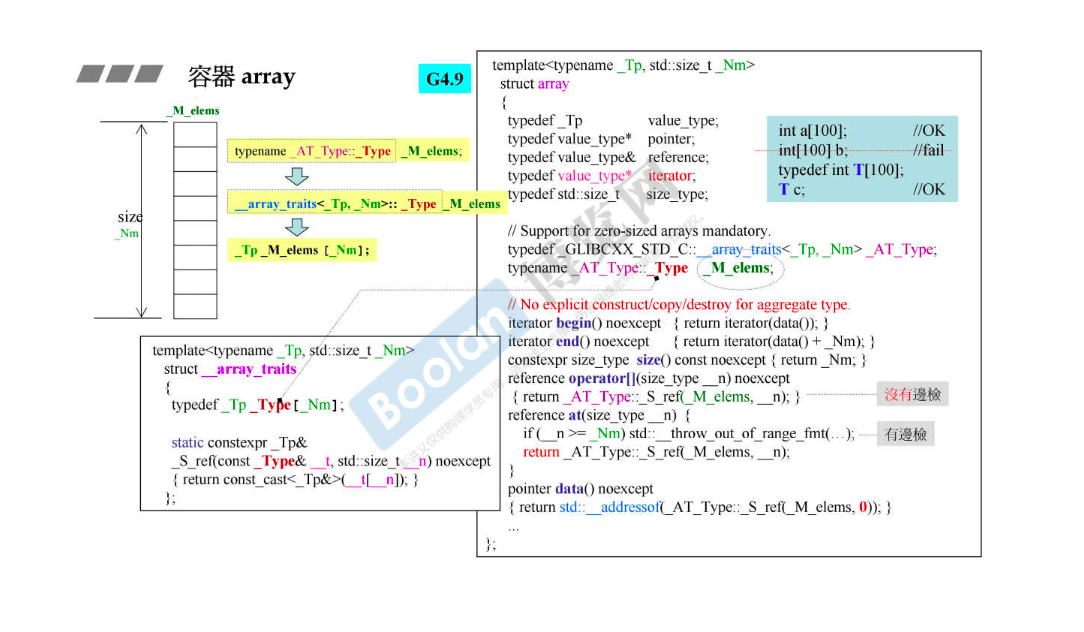 容器 array
G4.9
_M_elems
size
_Nm
typename _AT_Type::_Type _M_elems;
__array_traits<_Tp, _Nm>:: _Type _M_elems
_Tp _M_elems [_Nm];
template<typename _Tp, std::size_t _Nm>
struct __array_traits
{
typedef _Tp _Type[_Nm];
static constexpr _Tp&
_S_ref(const _Type& __t, std::size_t __n) noexcept
{ return const_cast<_Tp&>(__t[__n]); }
};
template<typename _Tp, std::size_t _Nm>
struct array
{
typedef _Tp value_type;
typedef value_type* pointer;
typedef value_type& reference;
typedef value_type* iterator;
typedef std::size_t size_type;
// Support for zero-sized arrays mandatory.
typedef _GLIBCXX_STD_C::__array_traits<_Tp, _Nm> _AT_Type;
typename _AT_Type::_Type _M_elems;
// No explicit construct/copy/destroy for aggregate type.
iterator begin() noexcept { return iterator(data()); }
iterator end() noexcept { return iterator(data() + _Nm); }
constexpr size_type size() const noexcept { return _Nm; }
reference operator[](size_type __n) noexcept
{ return _AT_Type::_S_ref(_M_elems, __n); }
沒有邊檢
reference at(size_type __n) {
if (__n >= _Nm) std::__throw_out_of_range_fmt(…);
有邊檢
return _AT_Type::_S_ref(_M_elems, __n);
}
pointer data() noexcept
{ return std::__addressof(_AT_Type::_S_ref(_M_elems, 0)); }
...
};
int a[100]; //OK
int[100] b; //fail
typedef int T[100];
T c; //OK
Boolan 博览网